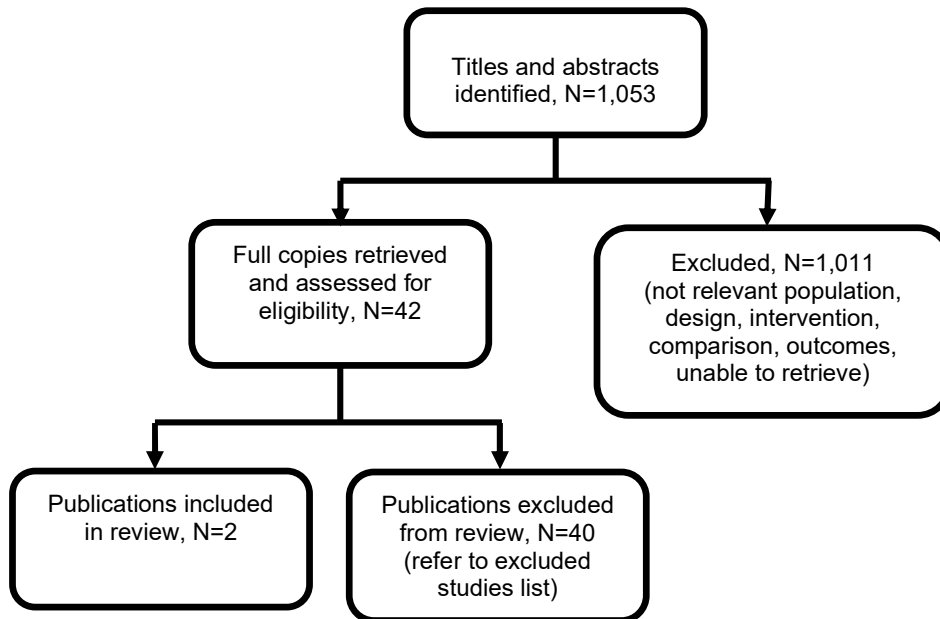 Titles and abstracts
identified, N=1,053
Full copies retrieved
and assessed for
eligibility, N=42
Excluded, N=1,011
(not relevant population,
design, intervention,
comparison, outcomes,
unable to retrieve)
Publications included
in review, N=2
Publications excluded
from review, N=40
(refer to excluded
studies list)